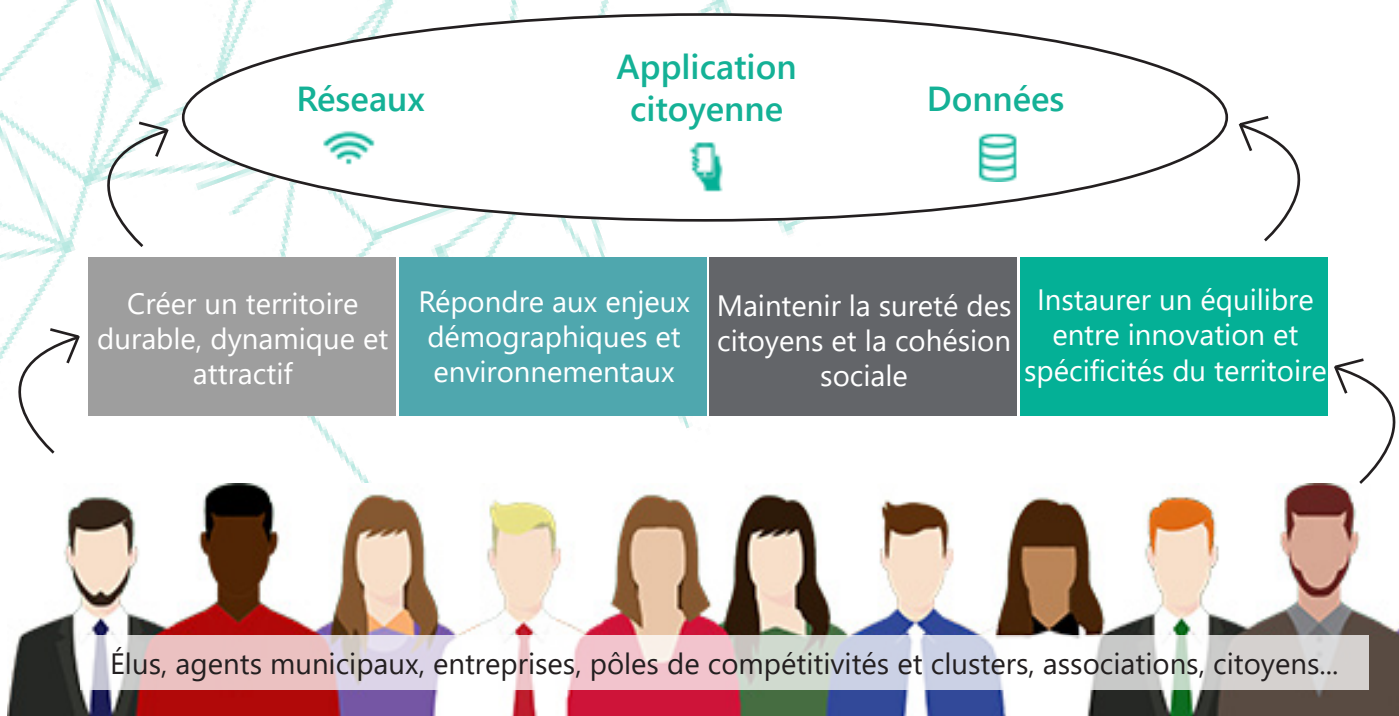 Réseaux
Application
citoyenne
Données
Créer un territoire
durable, dynamique et
attractif
Répondre aux enjeux
démographiques et
environnementaux
Maintenir la sureté des
citoyens et la cohésion
sociale
Instaurer un équilibre
entre innovation et
spécificités du territoire
Élus, agents municipaux, entreprises, pôles de compétitivités et clusters, associations, citoyens...